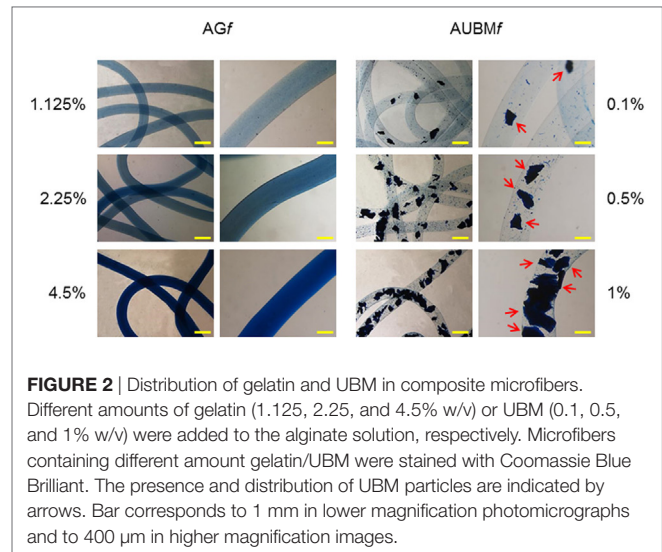 AGf AUBMf
1.125% 0.1%
2.25% 0.5%
4.5% 1%
FIGURE 2 | Distribution of gelatin and UBM in composite microfibers.
Different amounts of gelatin (1.125, 2.25, and 4.5% w/v) or UBM (0.1, 0.5,
and 1% w/v) were added to the alginate solution, respectively. Microfibers
containing different amount gelatin/UBM were stained with Coomassie Blue
Brilliant. The presence and distribution of UBM particles are indicated by
arrows. Bar corresponds to 1 mm in lower magnification photomicrographs
and to 400 µm in higher magnification images.